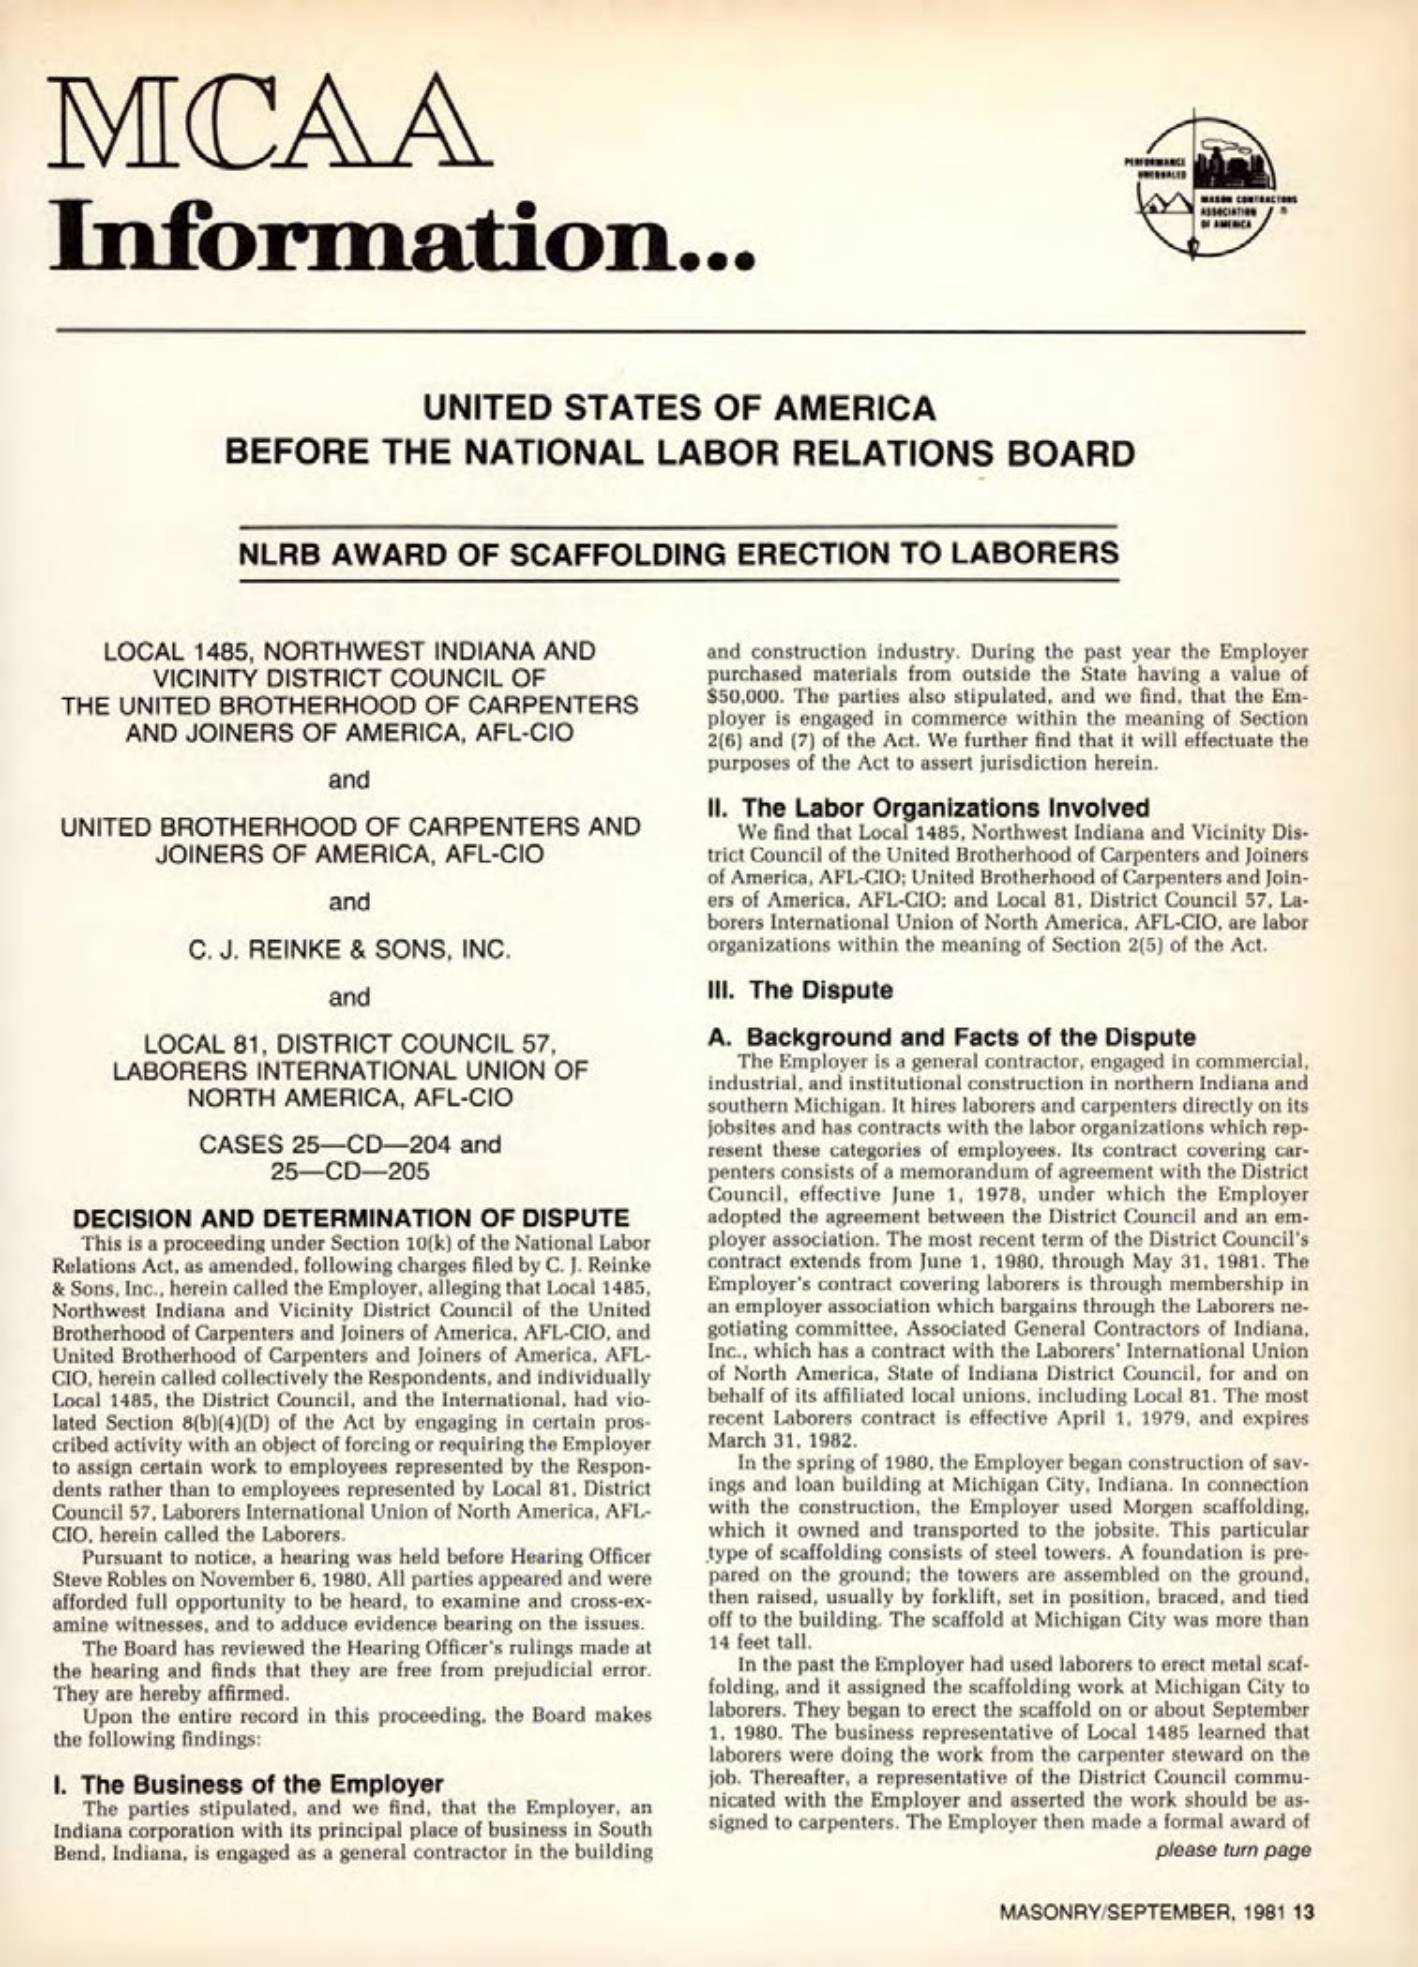 MCAA
Information...
PERFORMANCE
UNEQUALED
MASON CONTRACTORS
ASSOCIATION
OF AMERICA
®
UNITED STATES OF AMERICA
BEFORE THE NATIONAL LABOR RELATIONS BOARD
NLRB AWARD OF SCAFFOLDING ERECTION TO LABORERS
LOCAL 1485, NORTHWEST INDIANA AND
VICINITY DISTRICT COUNCIL OF
THE UNITED BROTHERHOOD OF CARPENTERS
AND JOINERS OF AMERICA, AFL-CIO
and
UNITED BROTHERHOOD OF CARPENTERS AND
JOINERS OF AMERICA, AFL-CIO
and
C. J. REINKE & SONS, INC.
and
LOCAL 81, DISTRICT COUNCIL 57,
LABORERS INTERNATIONAL UNION OF
NORTH AMERICA, AFL-CIO
CASES 25—CD—204 and
25—CD—205
DECISION AND DETERMINATION OF DISPUTE
This is a proceeding under Section 10(k) of the National Labor
Relations Act, as amended, following charges filed by C. J. Reinke
& Sons, Inc., herein called the Employer, alleging that Local 1485,
Northwest Indiana and Vicinity District Council of the United
Brotherhood of Carpenters and Joiners of America, AFL-CIO, and
United Brotherhood of Carpenters and Joiners of America, AFL-
CIO, herein called collectively the Respondents, and individually
Local 1485, the District Council, and the International, had vio-
lated Section 8(b)(4)(D) of the Act by engaging in certain pros-
cribed activity with an object of forcing or requiring the Employer
to assign certain work to employees represented by the Respon-
dents rather than to employees represented by Local 81, District
Council 57, Laborers International Union of North America, AFL-
CIO, herein called the Laborers.
Pursuant to notice, a hearing was held before Hearing Officer
Steve Robles on November 6, 1980, All parties appeared and were
afforded full opportunity to be heard, to examine and cross-ex-
amine witnesses, and to adduce evidence bearing on the issues.
The Board has reviewed the Hearing Officer's rulings made at
the hearing and finds that they are free from prejudicial error.
They are hereby affirmed.
Upon the entire record in this proceeding, the Board makes
the following findings:
I. The Business of the Employer
The parties stipulated, and we find, that the Employer, an
Indiana corporation with its principal place of business in South
Bend, Indiana, is engaged as a general contractor in the building
and construction industry. During the past year the Employer
purchased materials from outside the State having a value of
$50,000. The parties also stipulated, and we find, that the Em-
ployer is engaged in commerce within the meaning of Section
2(6) and (7) of the Act. We further find that it will effectuate the
purposes of the Act to assert jurisdiction herein.
II. The Labor Organizations Involved
We find that Local 1485, Northwest Indiana and Vicinity Dis-
trict Council of the United Brotherhood of Carpenters and Joiners
of America, AFL-CIO; United Brotherhood of Carpenters and Join-
ers of America, AFL-CIO; and Local 81, District Council 57, La-
borers International Union of North America, AFL-CIO, are labor
organizations within the meaning of Section 2(5) of the Act.
III. The Dispute
A. Background and Facts of the Dispute
The Employer is a general contractor, engaged in commercial,
industrial, and institutional construction in northern Indiana and
southern Michigan. It hires laborers and carpenters directly on its
jobsites and has contracts with the labor organizations which rep-
resent these categories of employees. Its contract covering car-
penters consists of a memorandum of agreement with the District
Council, effective June 1, 1978, under which the Employer
adopted the agreement between the District Council and an em-
ployer association. The most recent term of the District Council's
contract extends from June 1, 1980, through May 31, 1981. The
Employer's contract covering laborers is through membership in
an employer association which bargains through the Laborers ne-
gotiating committee, Associated General Contractors of Indiana,
Inc., which has a contract with the Laborers' International Union
of North America, State of Indiana District Council, for and on
behalf of its affiliated local unions, including Local 81. The most
recent Laborers contract is effective April 1, 1979, and expires
March 31, 1982.
In the spring of 1980, the Employer began construction of sav-
ings and loan building at Michigan City, Indiana. In connection
with the construction, the Employer used Morgen scaffolding,
which it owned and transported to the jobsite. This particular
type of scaffolding consists of steel towers. A foundation is pre-
pared on the ground; the towers are assembled on the ground,
then raised, usually by forklift, set in position, braced, and tied
off to the building. The scaffold at Michigan City was more than
14 feet tall.
In the past the Employer had used laborers to erect metal scaf-
folding, and it assigned the scaffolding work at Michigan City to
laborers. They began to erect the scaffold on or about September
1, 1980. The business representative of Local 1485 learned that
laborers were doing the work from the carpenter steward on the
job. Thereafter, a representative of the District Council commu-
nicated with the Employer and asserted the work should be as-
signed to carpenters. The Employer then made a formal award of
please turn page
MASONRY/SEPTEMBER, 1981 13